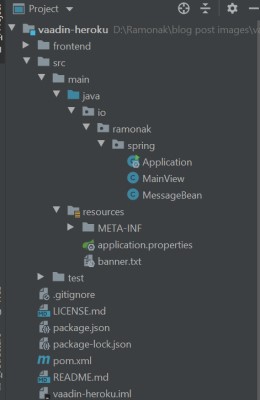 Project
vaadin-heroku D:\Ramonak\blog post images\v
frontend
src
main
java
io
ramonak
spring
Application
MainView
MessageBean
resources
META-INF
application.properties
banner.txt
test
.gitignore
LICENSE.md
package.json
package-lock.json
pom.xml
README.md
vaadin-heroku.iml